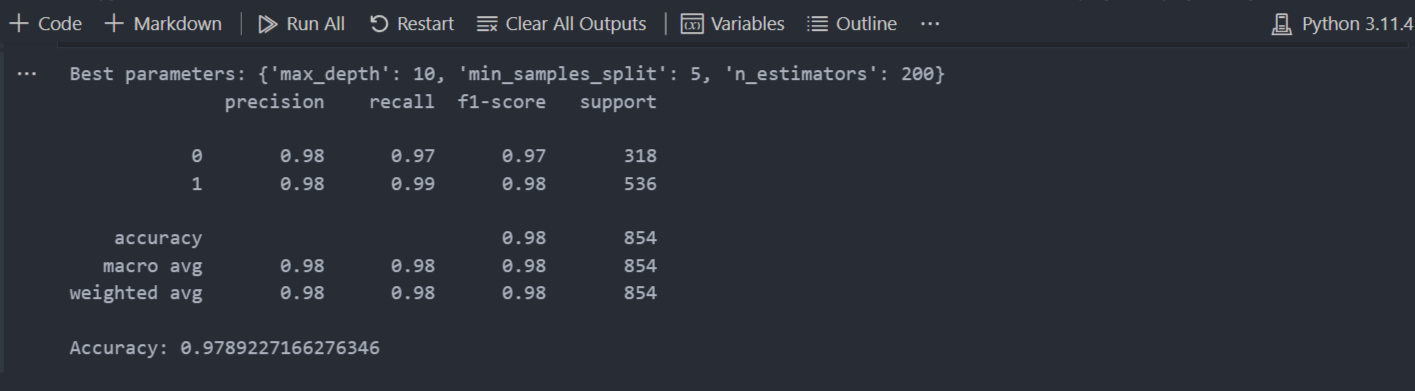 + Code + Markdown | Run All Restart Clear All Outputs | Variables Outline ... Python 3.11.4
... Best parameters: {'max_depth': 10, 'min_samples_split': 5, 'n_estimators': 200}
precision recall f1-score support
0 0.98 0.97 0.97 318
1 0.98 0.99 0.98 536
accuracy 0.98 854
macro avg 0.98 0.98 0.98 854
weighted avg 0.98 0.98 0.98 854
Accuracy: 0.9789227166276346